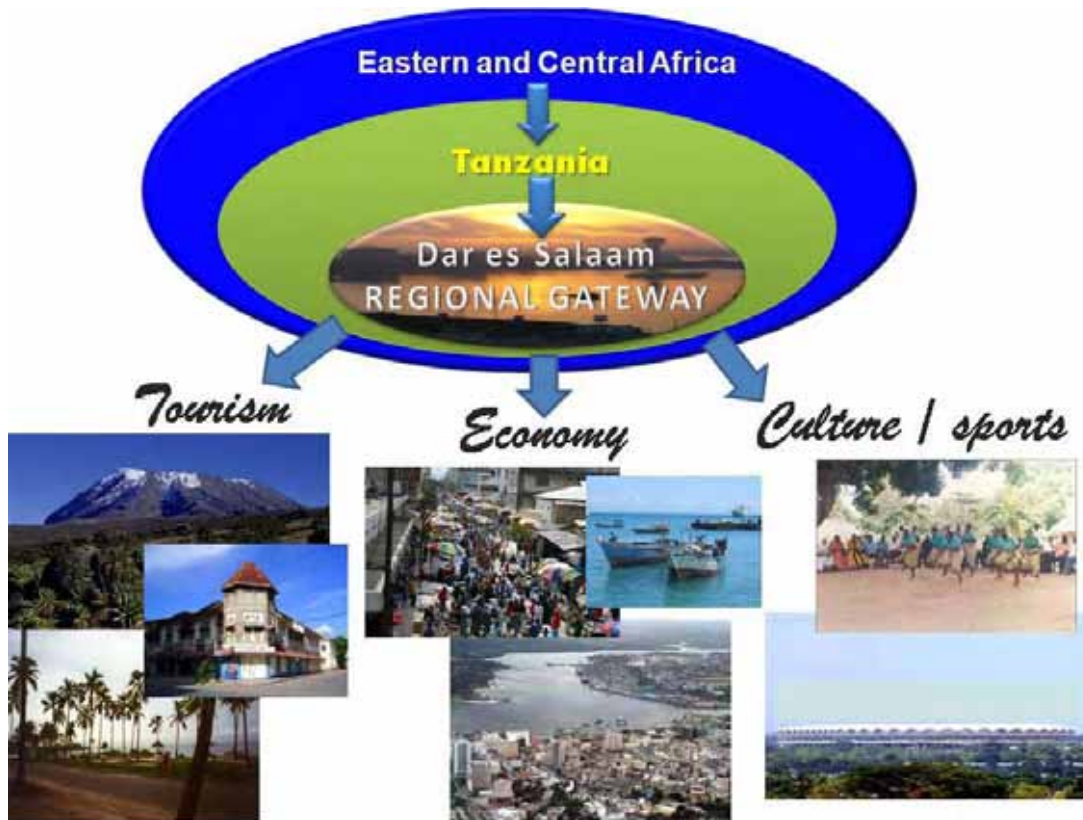 Eastern and Central Africa
Tanzania
Dar es Salaam
REGIONAL GATEWAY
Tourism
Economy
Culture / sports